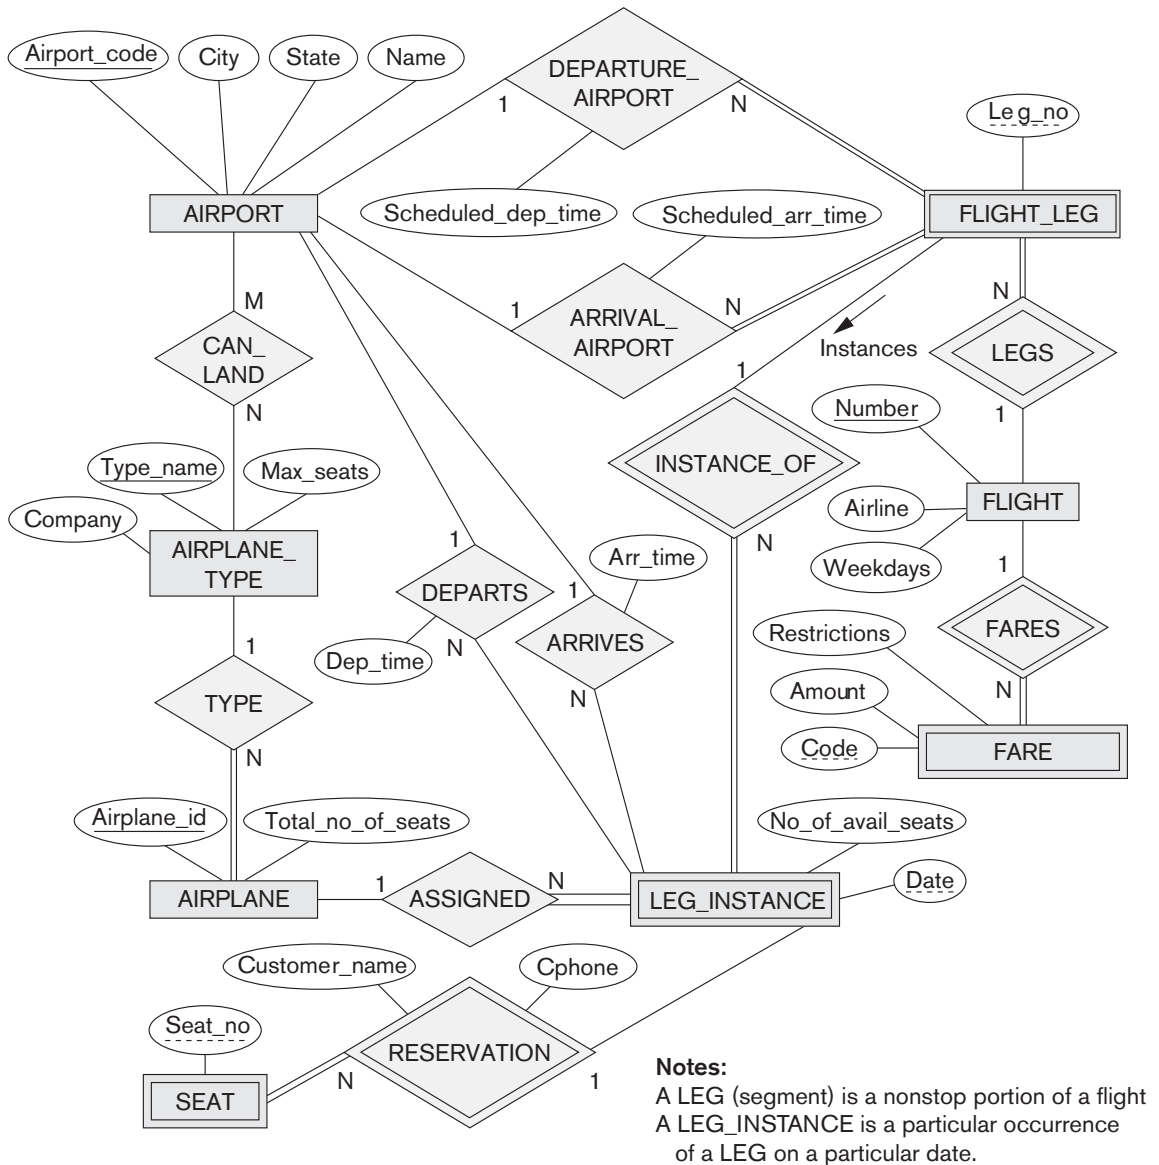 Airport_code
City
State
Name
DEPARTURE_
AIRPORT
1
N
Leg_no
AIRPORT
Scheduled_dep_time
Scheduled_arr_time
FLIGHT_LEG
M
1
ARRIVAL_
AIRPORT
N
N
CAN_
LAND
Instances
LEGS
1
N
Number
1
Type_name
Max_seats
INSTANCE_OF
Company
Airline
FLIGHT
AIRPLANE_
TYPE
1
N
Arr_time
Weekdays
1
DEPARTS
1
Restrictions
FARES
1
N
Dep_time
ARRIVES
TYPE
N
Amount
N
N
Code
FARE
Airplane_id
Total_no_of_seats
No_of_avail_seats
AIRPLANE
1
ASSIGNED
N
LEG_INSTANCE
Date
Customer_name
Cphone
Seat_no
RESERVATION
N
1
SEAT
Notes:
A LEG (segment) is a nonstop portion of a flight
A LEG_INSTANCE is a particular occurrence
of a LEG on a particular date.